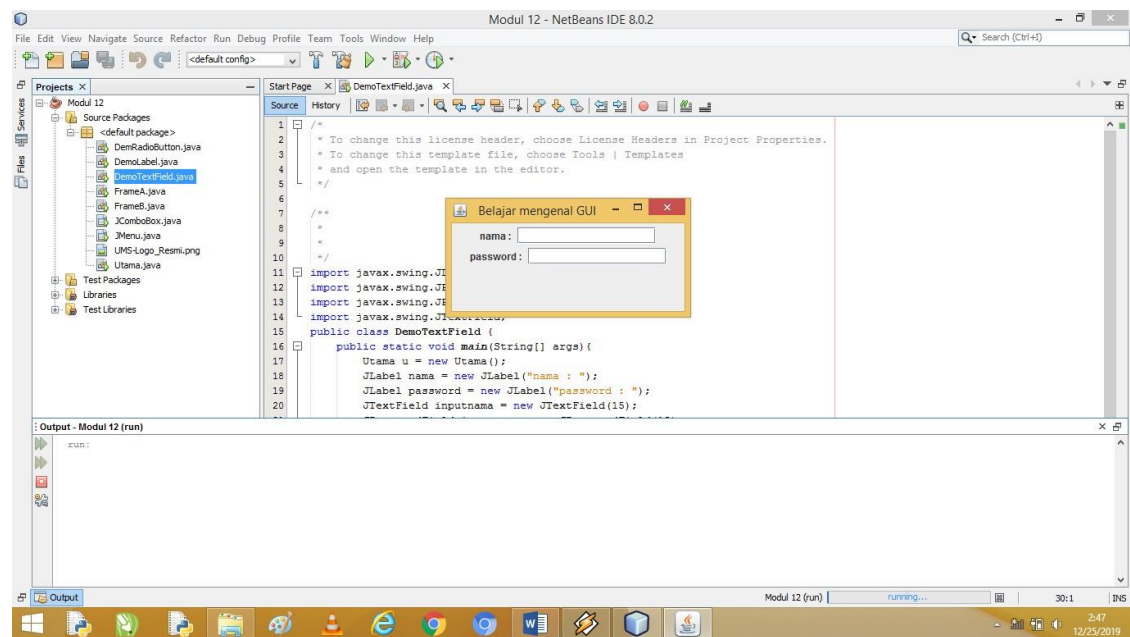 Modul 12 - NetBeans IDE 8.0.2
File Edit View Navigate Source Refactor Run Debug Profile Team Tools Window Help
Search (Ctrl+I)
<default config>
Projects
Services
Files
Modul 12
Source Packages
<default package>
DemRadioButton.java
DemoLabel.java
DemoTextField.java
FrameA.java
FrameB.java
JComboBox.java
JMenu.java
UMS-Logo_Resmi.png
Utama.java
Test Packages
Libraries
Test Libraries
Start Page DemoTextField.java
Source History
1 /*
2 * To change this license header, choose License Headers in Project Properties.
3 * To change this template file, choose Tools | Templates
4 * and open the template in the editor.
5 */
6
7 /**
8 *
9 *
10 */
11 import javax.swing.
12 import javax.swing.
13 import javax.swing.
14 import javax.swing.JTextField;
15 public class DemoTextField {
16 public static void main(String[] args){
17 Utama u = new Utama();
18 JLabel nama = new JLabel("nama : ");
19 JLabel password = new JLabel("password : ");
20 JTextField inputnama = new JTextField(15);
Belajar mengenal GUI
nama :
password :
Output - Modul 12 (run)
run:
Output
Modul 12 (run) running... 30:1 INS
2:47
12/25/2019